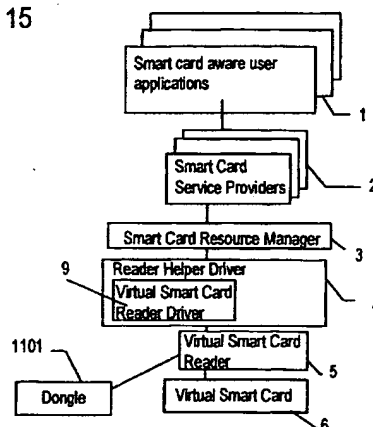 15
Smart card aware user
applications
1
Smart Card
Service Providers
2
Smart Card Resource Manager
3
Reader Helper Driver
9
Virtual Smart Card
Reader Driver
1101
Virtual Smart Card
Reader
5
Dongle
Virtual Smart Card
6